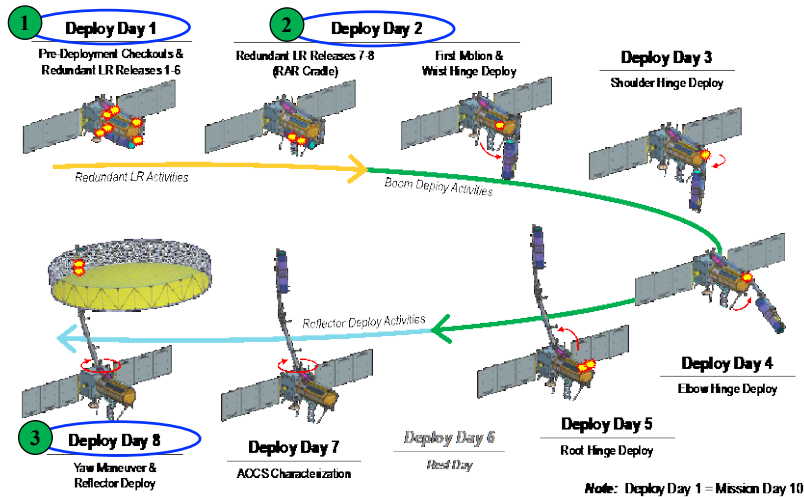 1
Deploy Day 1
Pre-Deployment Checkouts &
Redundant LR Releases 1-6
2
Deploy Day 2
Redundant LR Releases 7-8
(RAR Cradle)
First Motion &
Wrist Hinge Deploy
Deploy Day 3
Shoulder Hinge Deploy
Redundant LR Activities
Boom Deploy Activities
Reflector Deploy Activities
Deploy Day 4
Elbow Hinge Deploy
Deploy Day 5
Root Hinge Deploy
Deploy Day 6
Rest Day
Deploy Day 7
AOCS Characterization
3
Deploy Day 8
Yaw Maneuver &
Reflector Deploy
Note: Deploy Day 1 = Mission Day 10